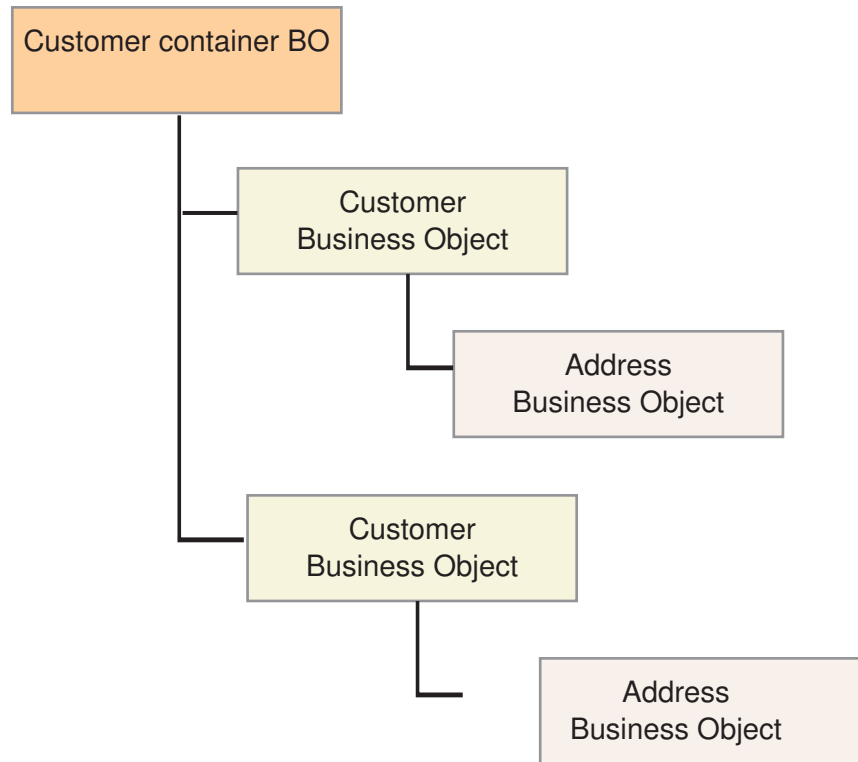 Customer container BO
Customer
Business Object
Address
Business Object
Customer
Business Object
Address
Business Object